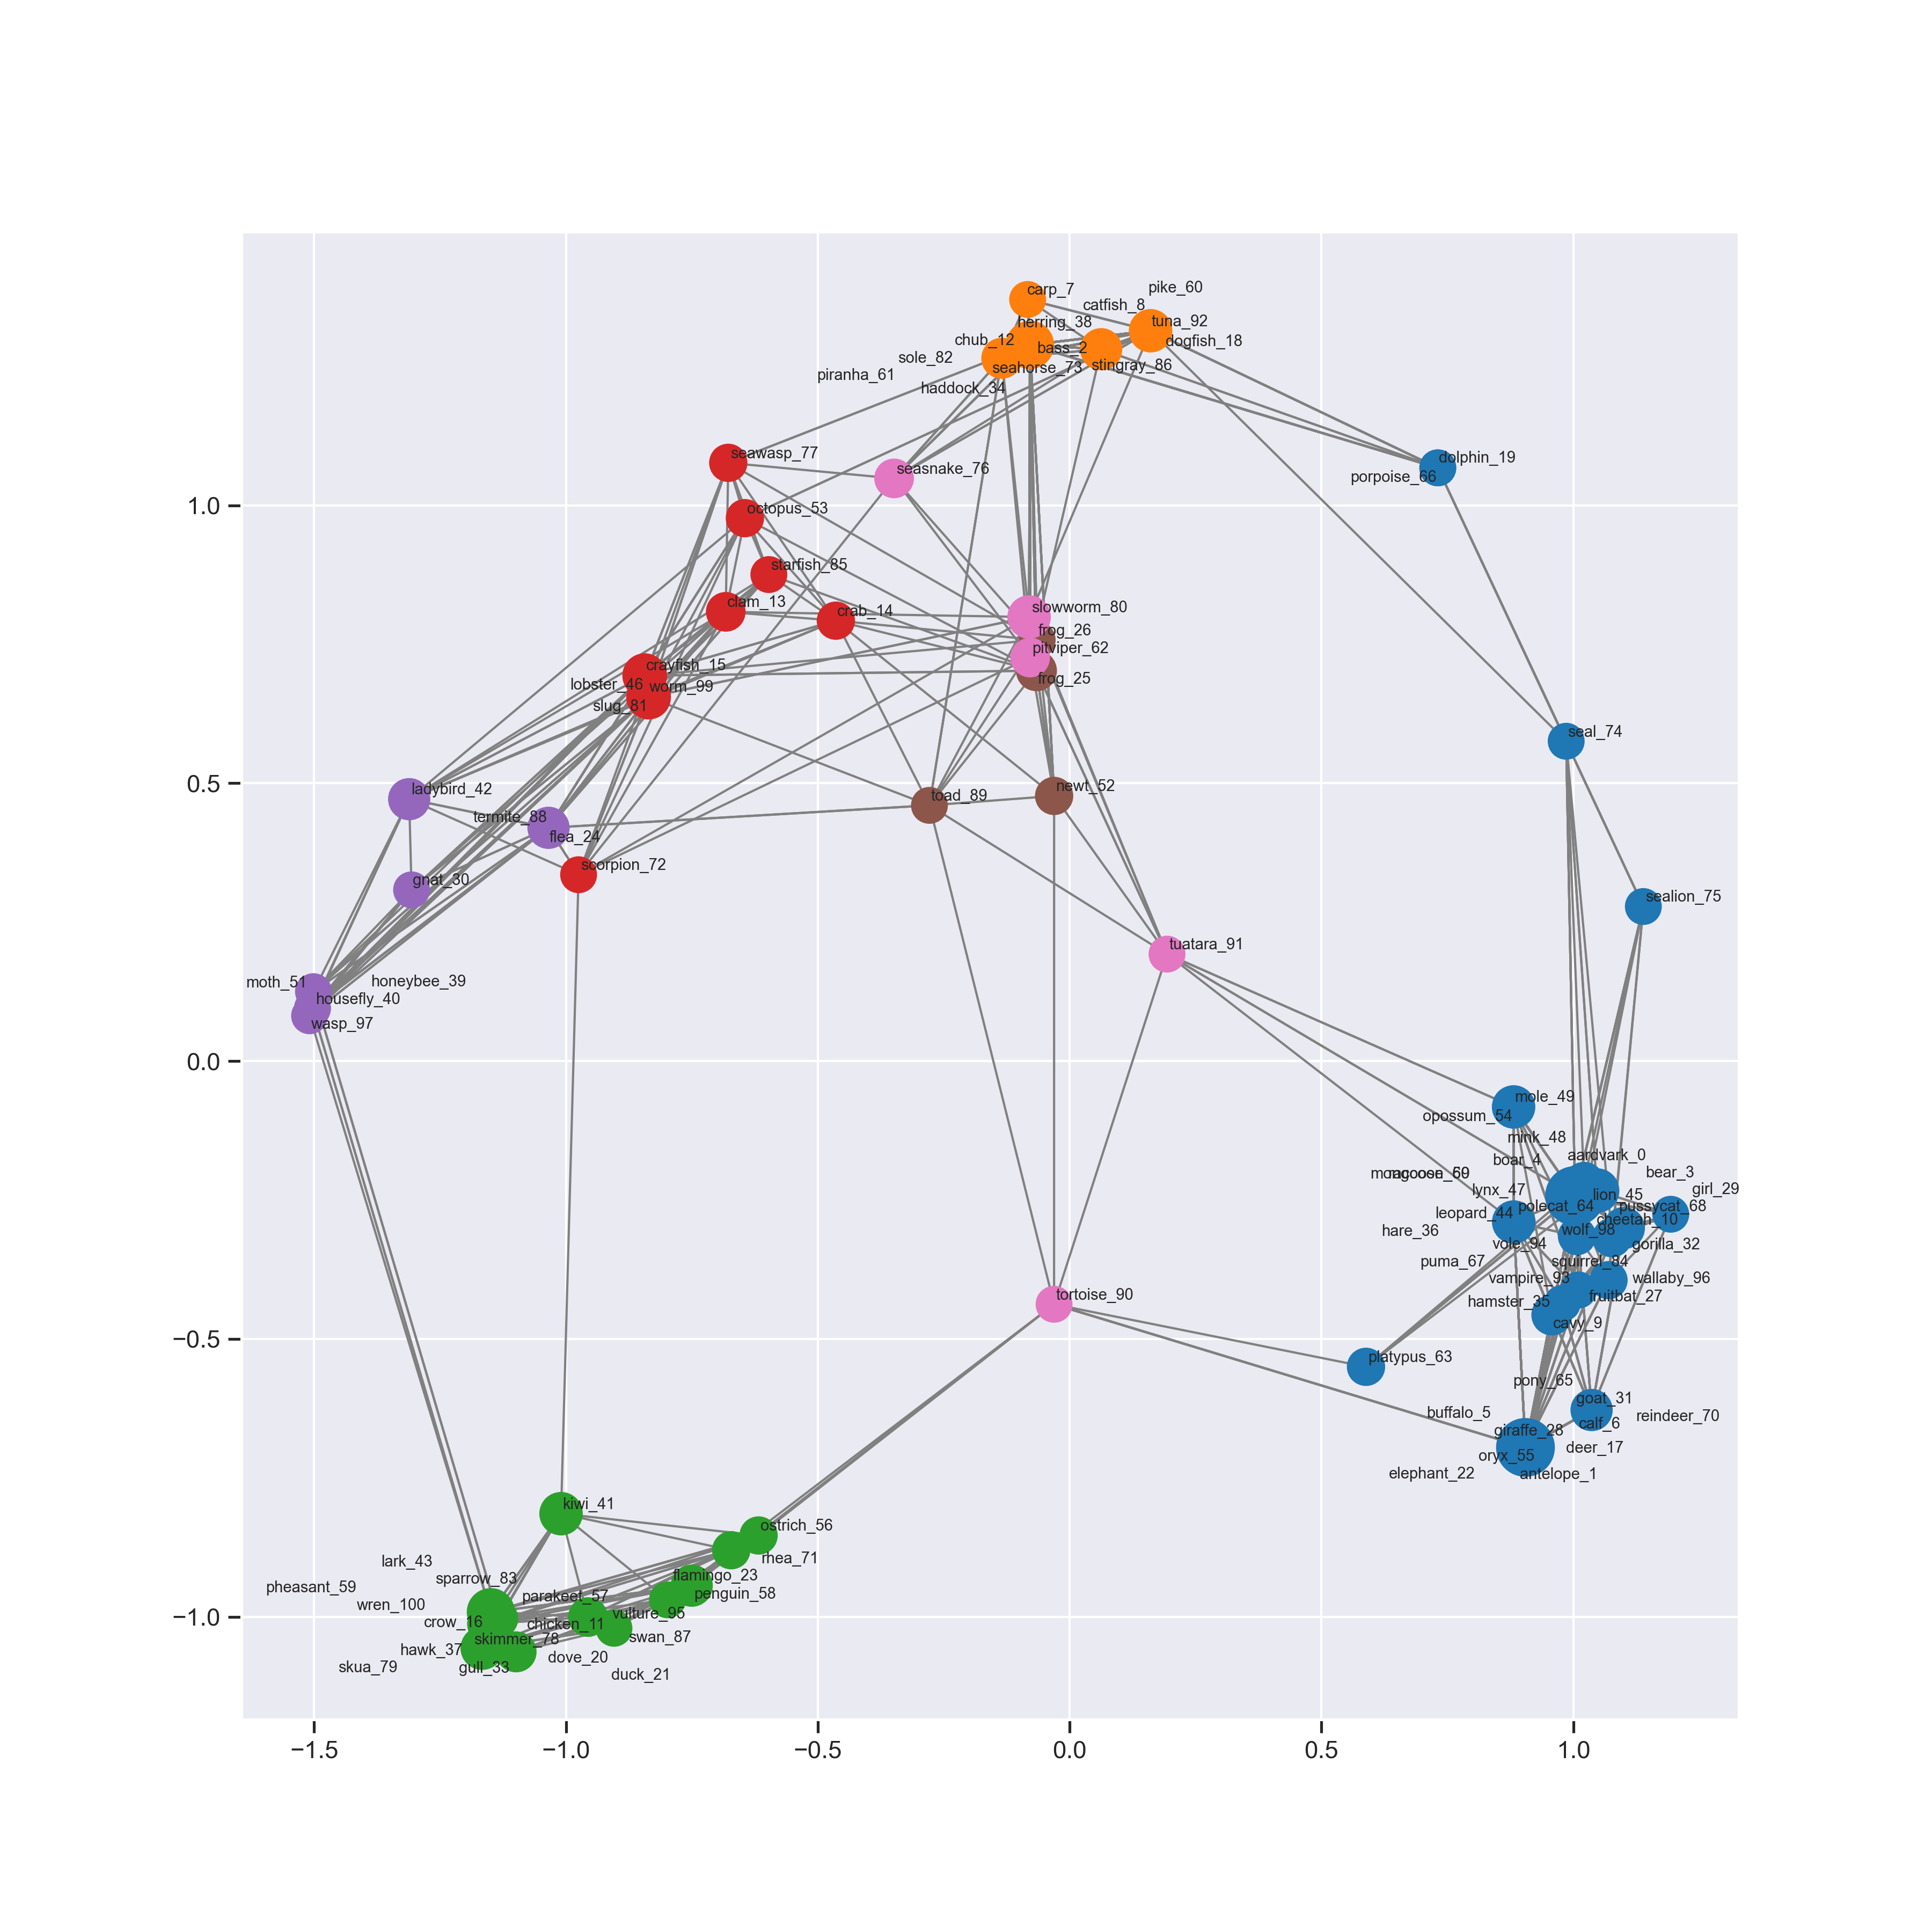 carp_7
pike_60
catfish_8
herring_38
tuna_92
chub_12
bass_2
dogfish_18
sole_82
seahorse_73
stingray_86
piranha_61
haddock_34
seawasp_77
seasnake_76
dolphin_19
porpoise_66
1.0
octopus_53
starfish_85
clam_13
crab_14
slowworm_80
frog_26
pitviper_62
crayfish_15
frog_25
lobster_46
worm_99
slug_81
seal_74
0.5
ladybird_42
toad_89
newt_52
termite_88
flea_24
scorpion_72
gnat_30
sealion_75
tuatara_91
moth_51
honeybee_39
housefly_40
wasp_97
0.0
mole_49
opossum_54
mink_48
boar_4
aardvark_0
bear_3
lynx_47
lion_45
girl_29
leopard_44
polecat_64
pussycat_68
cheetah_10
hare_36
wolf_98
vole_94
gorilla_32
puma_67
squirrel_84
vampire_93
wallaby_96
hamster_35
fruitbat_27
cavy_9
tortoise_90
−0.5
platypus_63
pony_65
goat_31
buffalo_5
calf_6
reindeer_70
giraffe_28
deer_17
oryx_55
elephant_22
antelope_1
kiwi_41
ostrich_56
rhea_71
lark_43
sparrow_83
flamingo_23
pheasant_59
parakeet_57
penguin_58
wren_100
−1.0
crow_16
chicken_11
vulture_95
hawk_37
skimmer_78
swan_87
skua_79
gull_33
dove_20
duck_21
−1.5
−1.0
−0.5
0.0
0.5
1.0